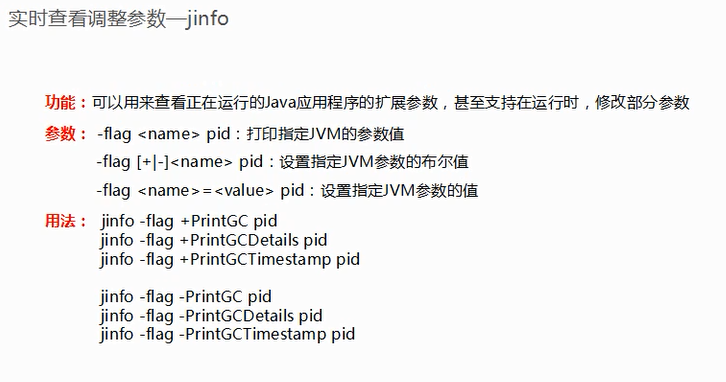 实时查看调整参数—jinfo
功能：可以用来查看正在运行的Java应用程序的扩展参数，甚至支持在运行时，修改部分参数
参数： -flag <name> pid：打印指定JVM的参数值
-flag [+|-]<name> pid：设置指定JVM参数的布尔值
-flag <name>=<value> pid：设置指定JVM参数的值
用法： jinfo -flag +PrintGC pid
jinfo -flag +PrintGCDetails pid
jinfo -flag +PrintGCTimestamp pid
jinfo -flag -PrintGC pid
jinfo -flag -PrintGCDetails pid
jinfo -flag -PrintGCTimestamp pid